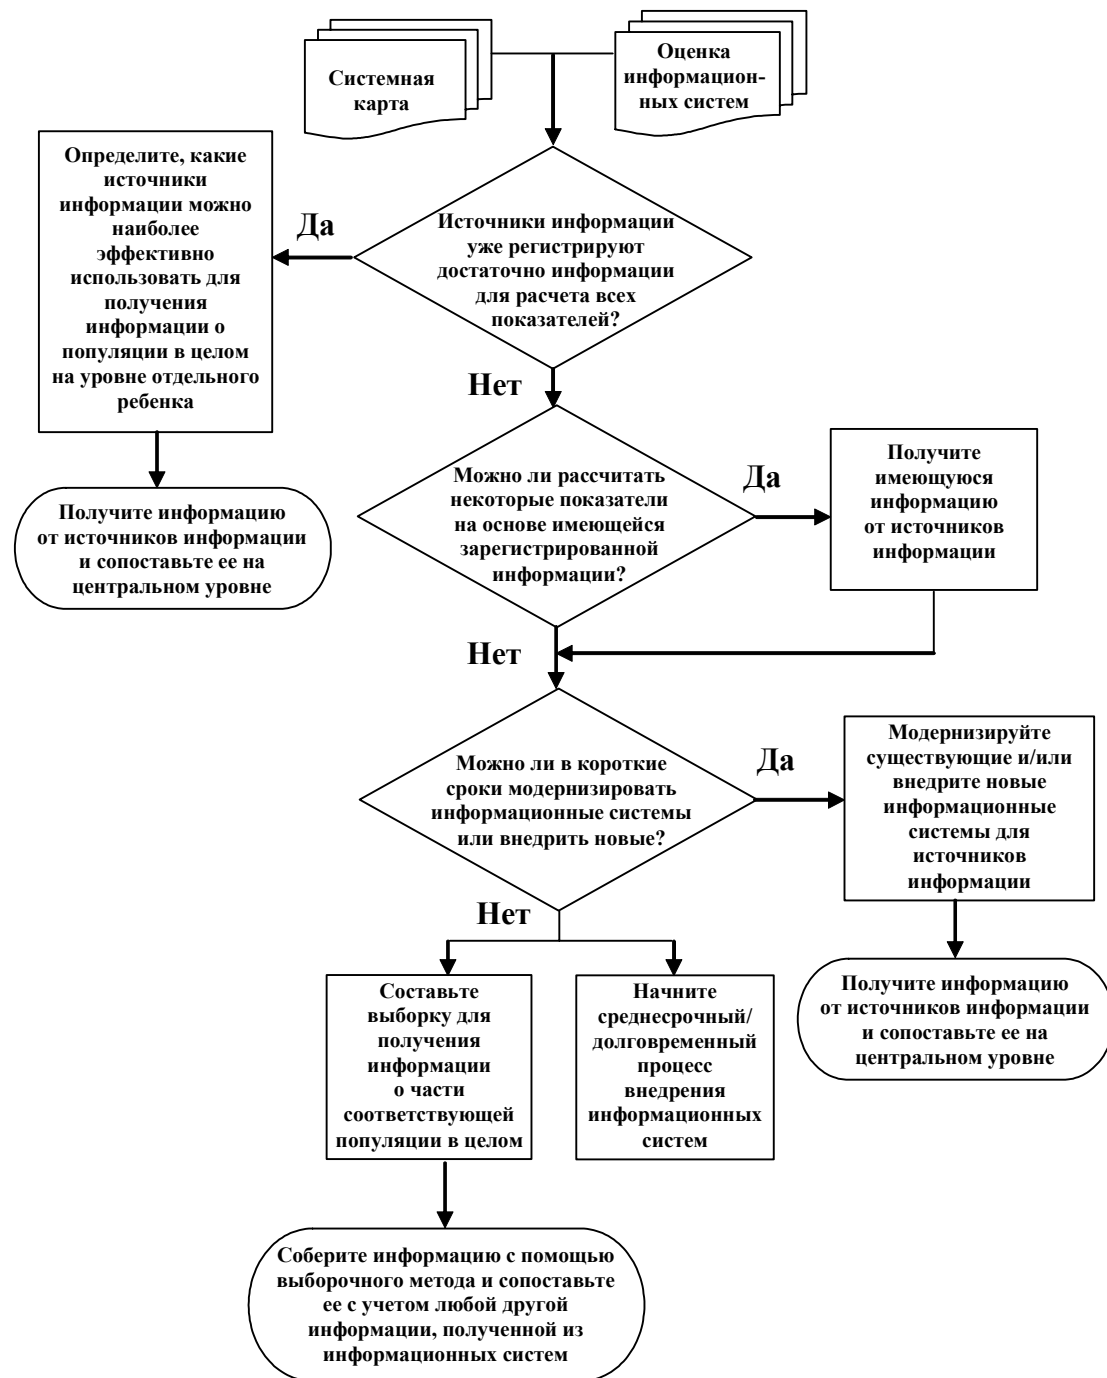 Системная
карта
Оценка
информацион-
ных систем
Определите, какие
источники
информации можно
наиболее
эффективно
использовать для
получения
информации о
популяции в целом
на уровне отдельного
ребенка
Да
Источники информации
уже регистрируют
достаточно информации
для расчета всех
показателей?
Нет
Получите информацию
от источников информации
и сопоставьте ее на
центральном уровне
Можно ли рассчитать
некоторые показатели
на основе имеющейся
зарегистрированной
информации?
Да
Получите
имеющуюся
информацию
от источников
информации
Нет
Можно ли в короткие
сроки модернизировать
информационные системы
или внедрить новые?
Да
Модернизируйте
существующие и/или
внедрите новые
информационные
системы для
источников
информации
Нет
Получите информацию
от источников информации
и сопоставьте ее на
центральном уровне
Составьте
выборку для
получения
информации
о части
соответствующей
популяции в целом
Начните
среднесрочный/
долговременный
процесс
внедрения
информационных
систем
Соберите информацию с помощью
выборочного метода и сопоставьте
ее с учетом любой другой
информации, полученной из
информационных систем